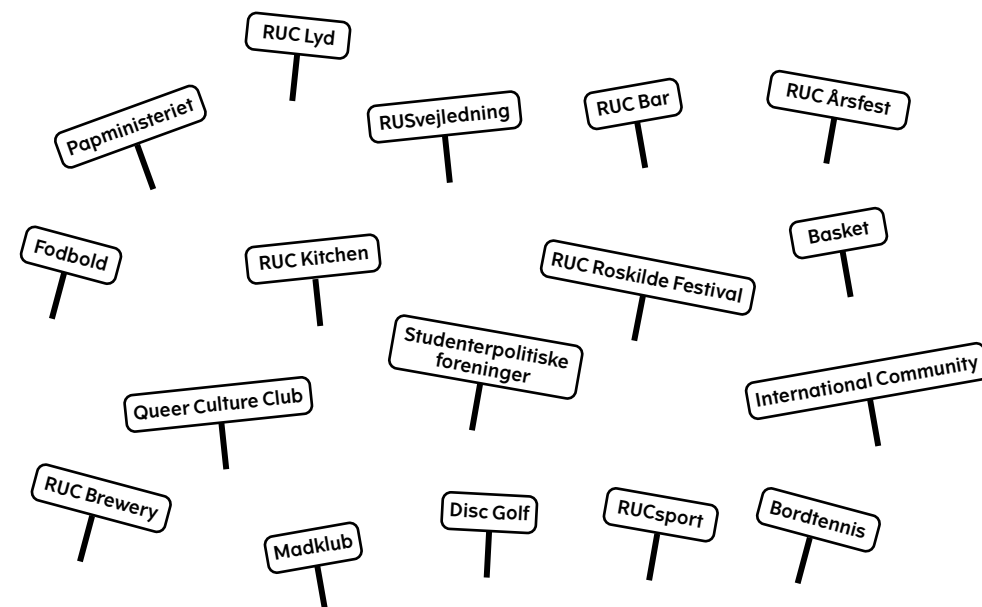 RUC Lyd
Papministeriet
RUSvejledning
RUC Bar
RUC Årsfest
Fodbold
RUC Kitchen
RUC Roskilde Festival
Basket
Studenterpolitiske
foreninger
International Community
Queer Culture Club
RUC Brewery
Madklub
Disc Golf
RUCsport
Bordtennis